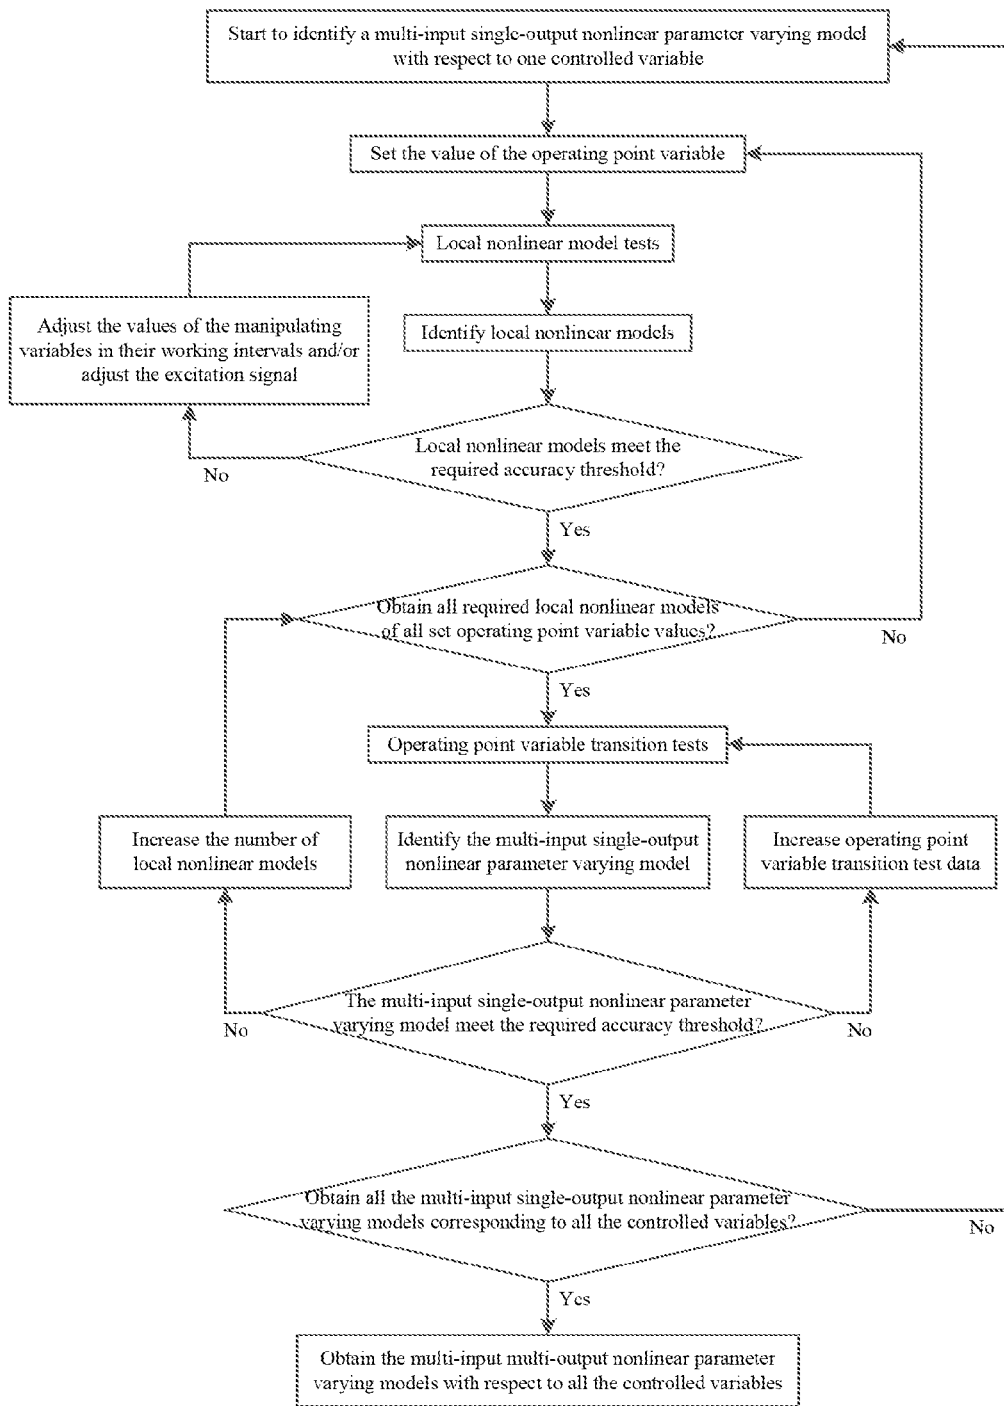 Start to identify a multi-input single-output nonlinear parameter varying model
with respect to one controlled variable
Set the value of the operating point variable
Local nonlinear model tests
Adjust the values of the manipulating
variables in their working intervals and/or
adjust the excitation signal
Identify local nonlinear models
Local nonlinear models meet the
required accuracy threshold?
No
Yes
Obtain all required local nonlinear models
of all set operating point variable values?
No
Yes
Operating point variable transition tests
Increase the number of
local nonlinear models
Identify the multi-input single-output
nonlinear parameter varying model
Increase operating point
variable transition test data
The multi-input single-output nonlinear parameter
varying model meet the required accuracy threshold?
No
No
Yes
Obtain all the multi-input single-output nonlinear parameter
varying models corresponding to all the controlled variables?
No
Yes
Obtain the multi-input multi-output nonlinear parameter
varying models with respect to all the controlled variables